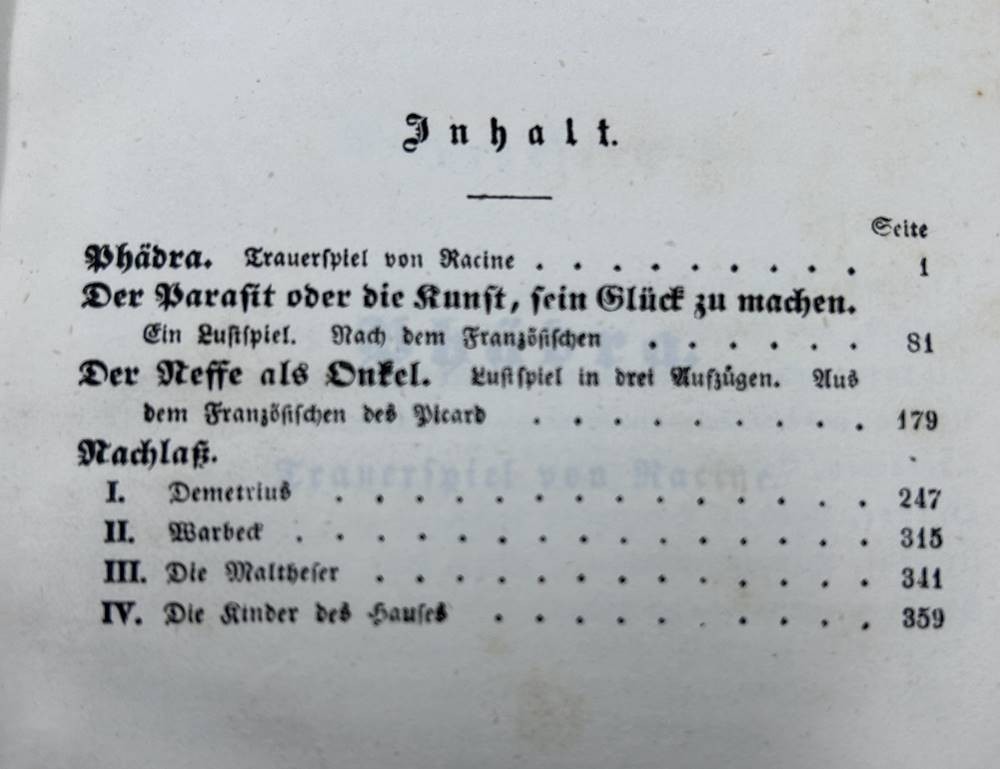 Inhalt.
Seite
Phädra. Trauerspiel von Racine . . . . . . . . . 1
Der Parasit oder die Kunst, sein Glück zu machen.
Ein Lustspiel. Nach dem Französischen . . . . . . 81
Der Neffe als Onkel. Lustspiel in drei Aufzügen. Aus
dem Französischen des Picard . . . . . . . . . 179
Nachlaß.
I. Demetrius . . . . . . . . . . . . . . 247
II. Warbeck . . . . . . . . . . . . . . . 315
III. Die Maltheser . . . . . . . . . . . . . 341
IV. Die Kinder des Hauses . . . . . . . . . . 359